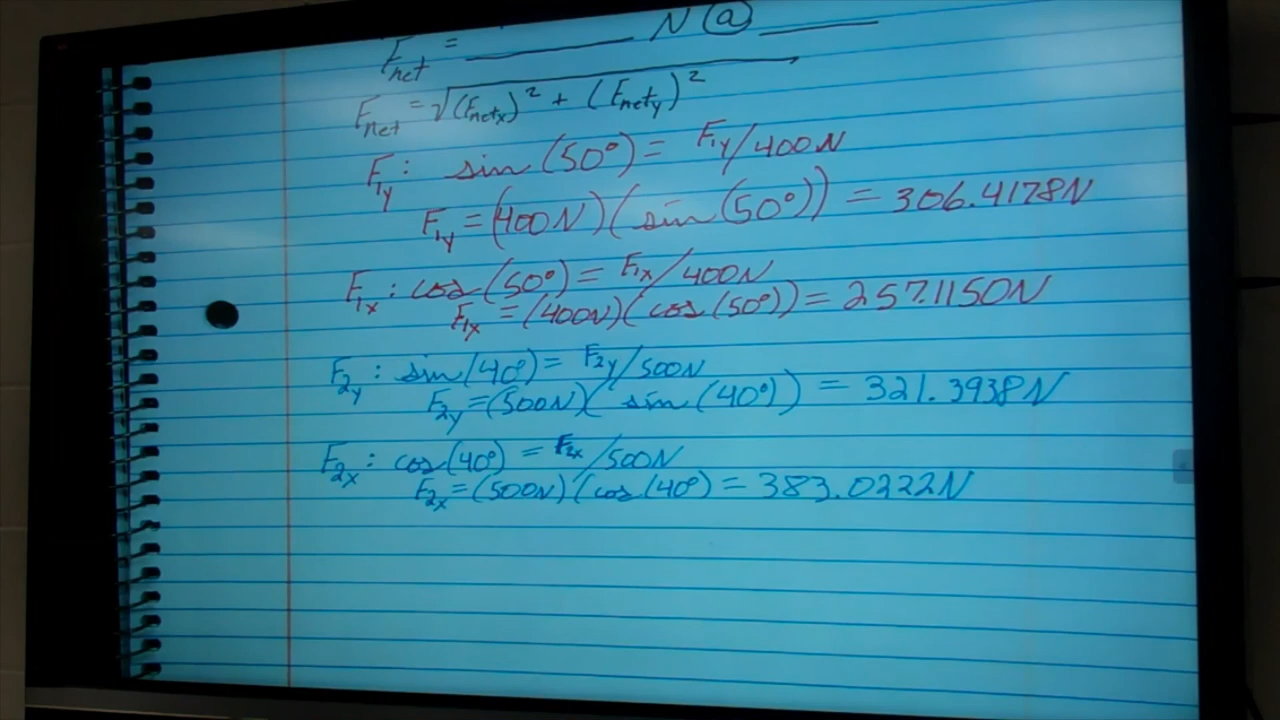 Fnet = ______ N @ ______
Fnet = √(Fnetx)² + (Fnety)²
F1y: sin(50°) = F1y/400N
F1y = (400N)(sin(50°)) = 306.4178N
F1x: cos(50°) = F1x/400N
F1x = (400N)(cos(50°)) = 257.1150N
F2y: sin(40°) = F2y/500N
F2y = (500N)(sin(40°)) = 321.3938N
F2x: cos(40°) = F2x/500N
F2x = (500N)(cos(40°) = 383.0222N